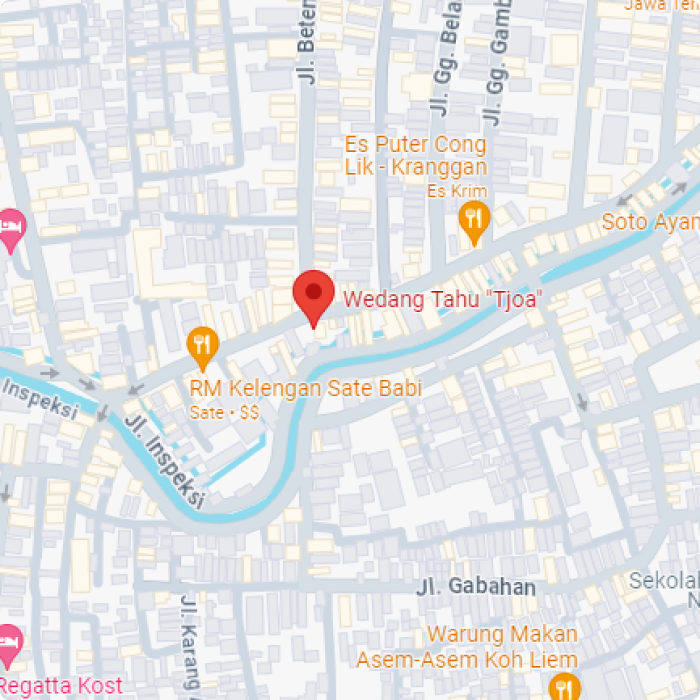 Jawa Ten
Jl. Beten
Jl. Gg. Bela
Jl. Gg. Gamb
Es Puter Cong
Lik - Kranggan
Es Krim
Soto Ayam
Wedang Tahu "Tjoa"
RM Kelengan Sate Babi
Sate • $$
Inspeksi
Jl. Inspeksi
Jl. Gabahan
Sekolah
N
Jl. Karang
Warung Makan
Asem-Asem Koh Liem
Regatta Kost